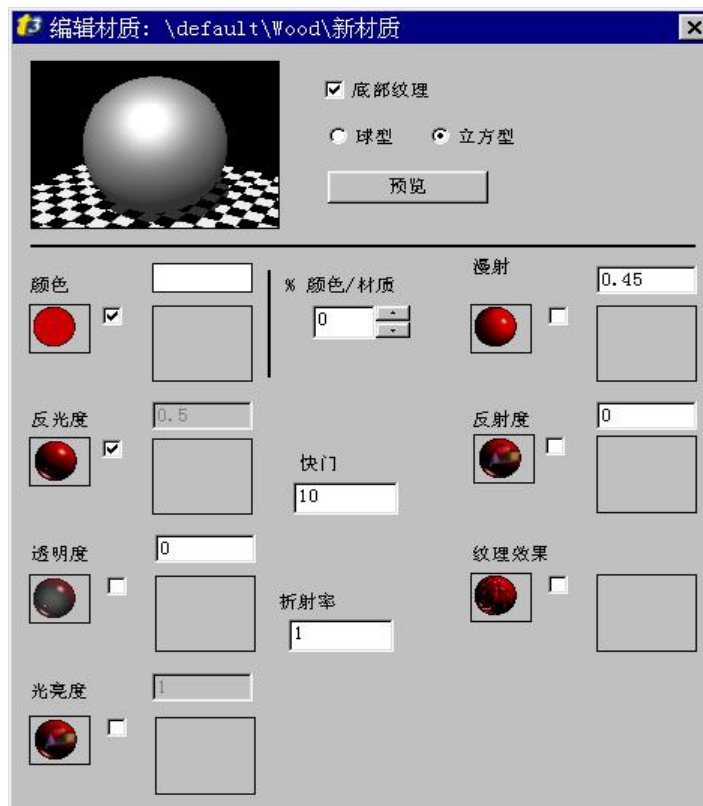 编辑材质: \default\Wood\新材质
底部纹理
球型 立方型
预览
颜色
% 颜色/材质
0
漫射
0.45
反光度
0.5
快门
10
反射度
0
透明度
0
折射率
1
纹理效果
光亮度
1